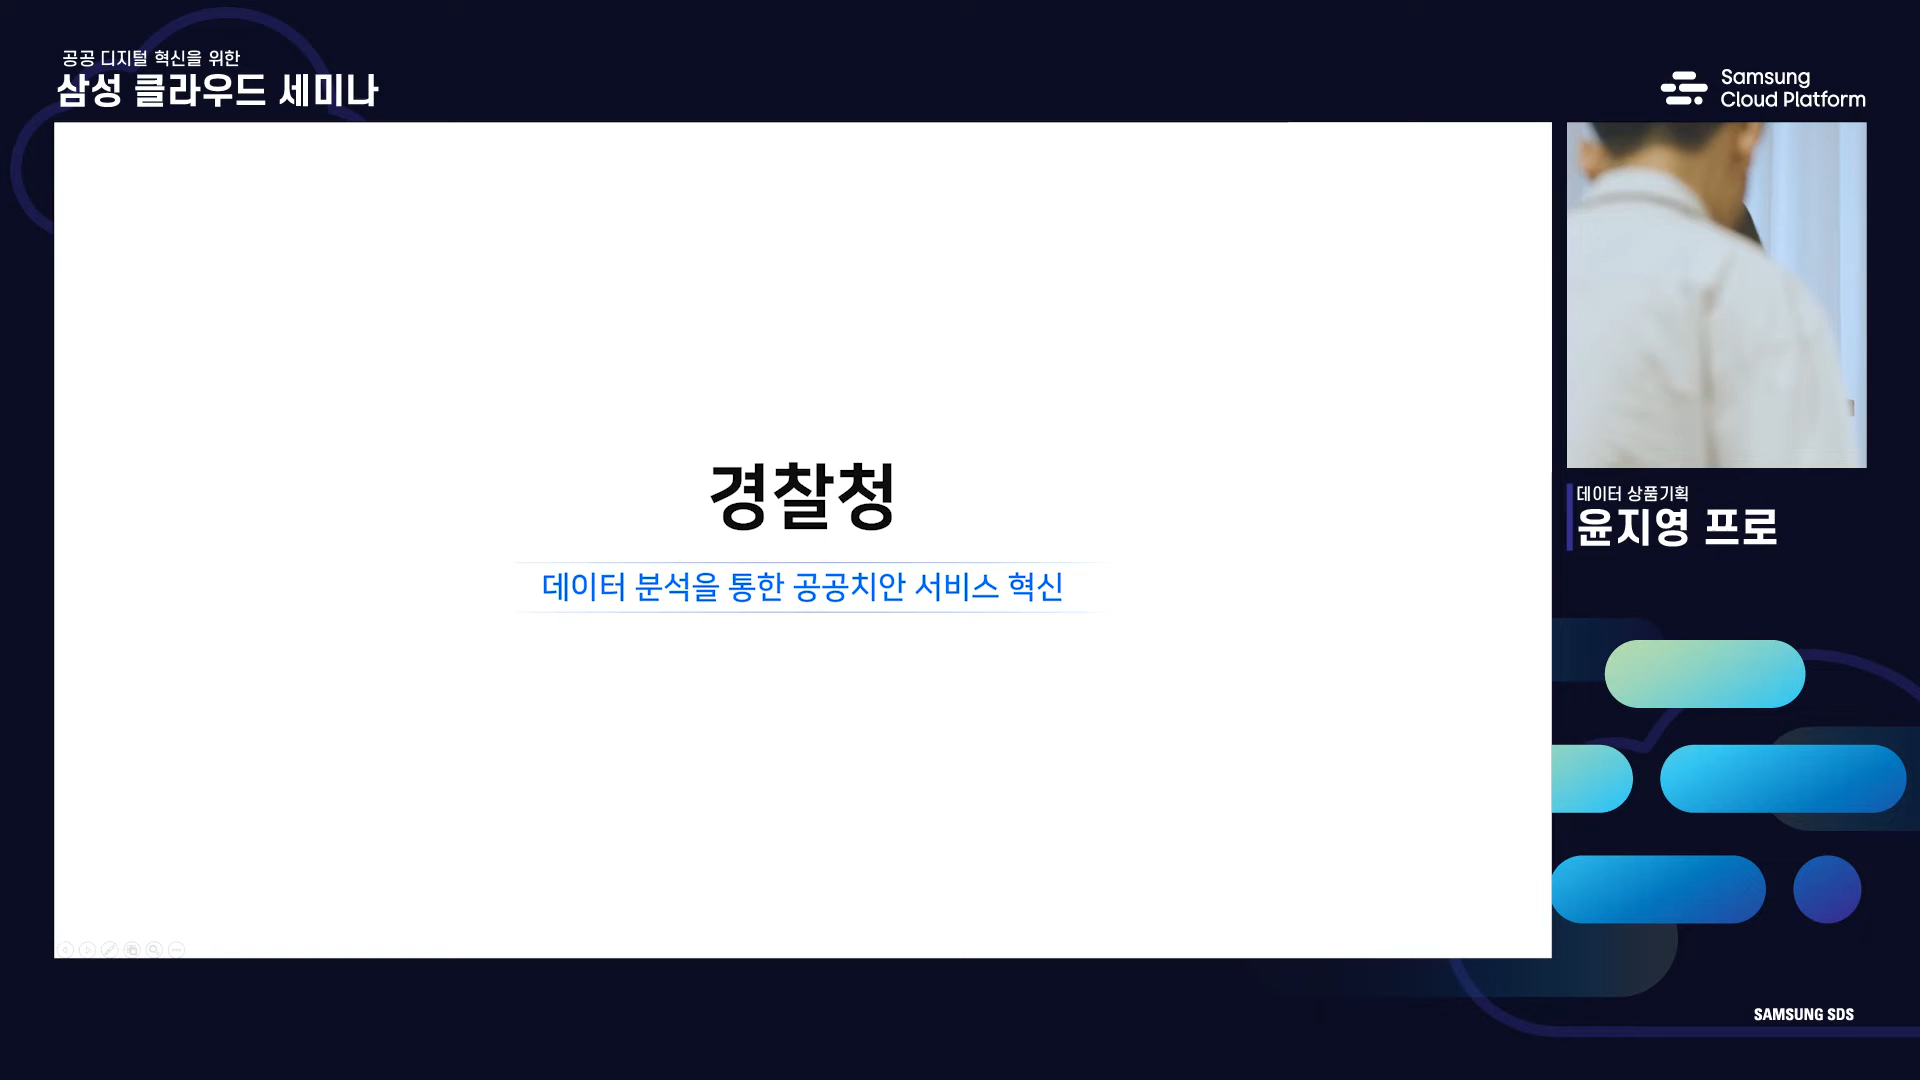 공공 디지털 혁신을 위한
삼성 클라우드 세미나
Samsung
Cloud Platform
경찰청
데이터 분석을 통한 공공치안 서비스 혁신
데이터 상품기획
윤지영 프로
SAMSUNG SDS